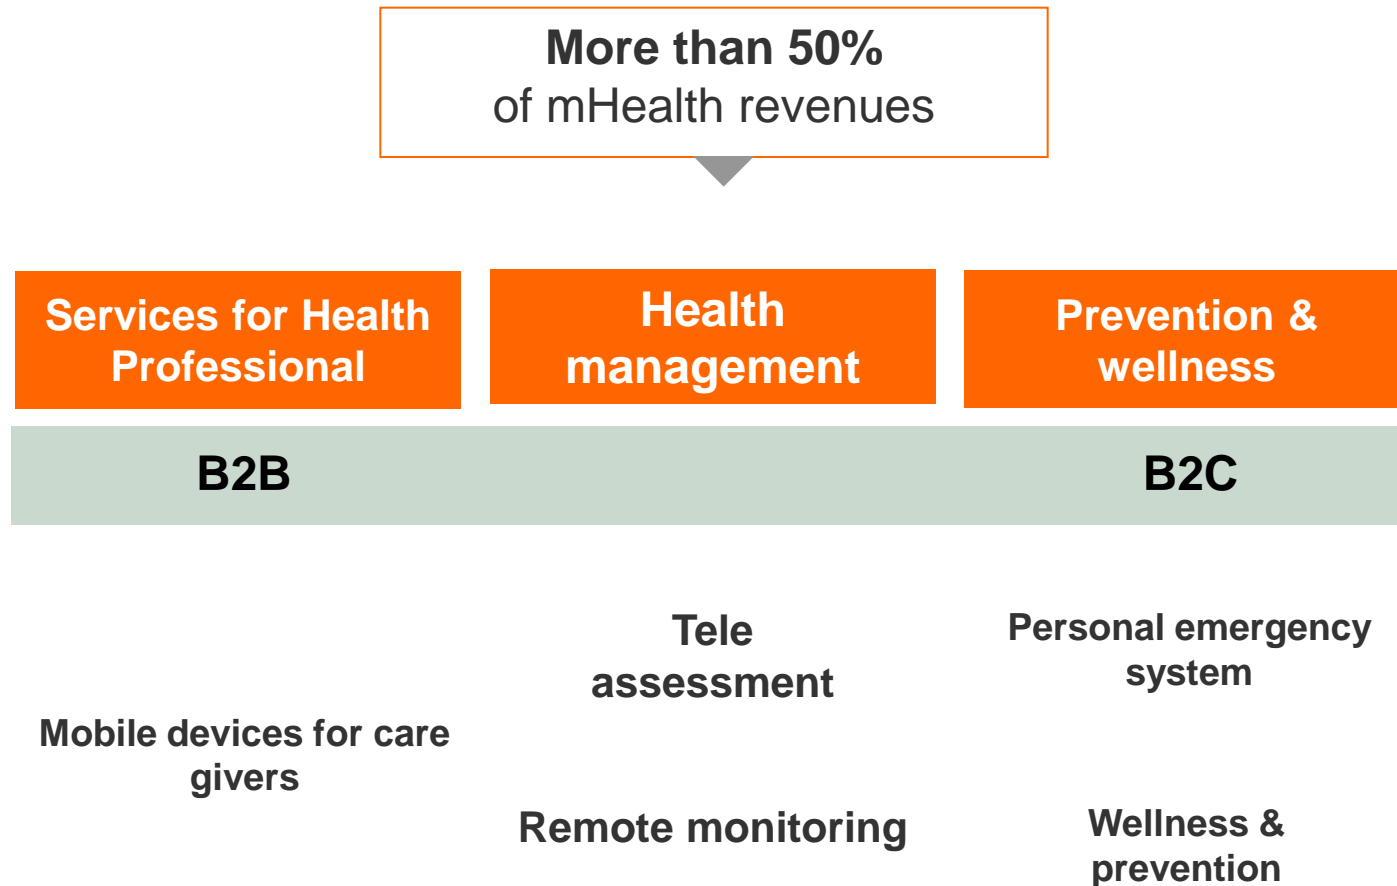 More than 50%
of mHealth revenues
Services for Health
Professional
Health
management
Prevention &
wellness
B2B
B2C
Mobile devices for care
givers
Tele
assessment
Remote monitoring
Personal emergency
system
Wellness &
prevention